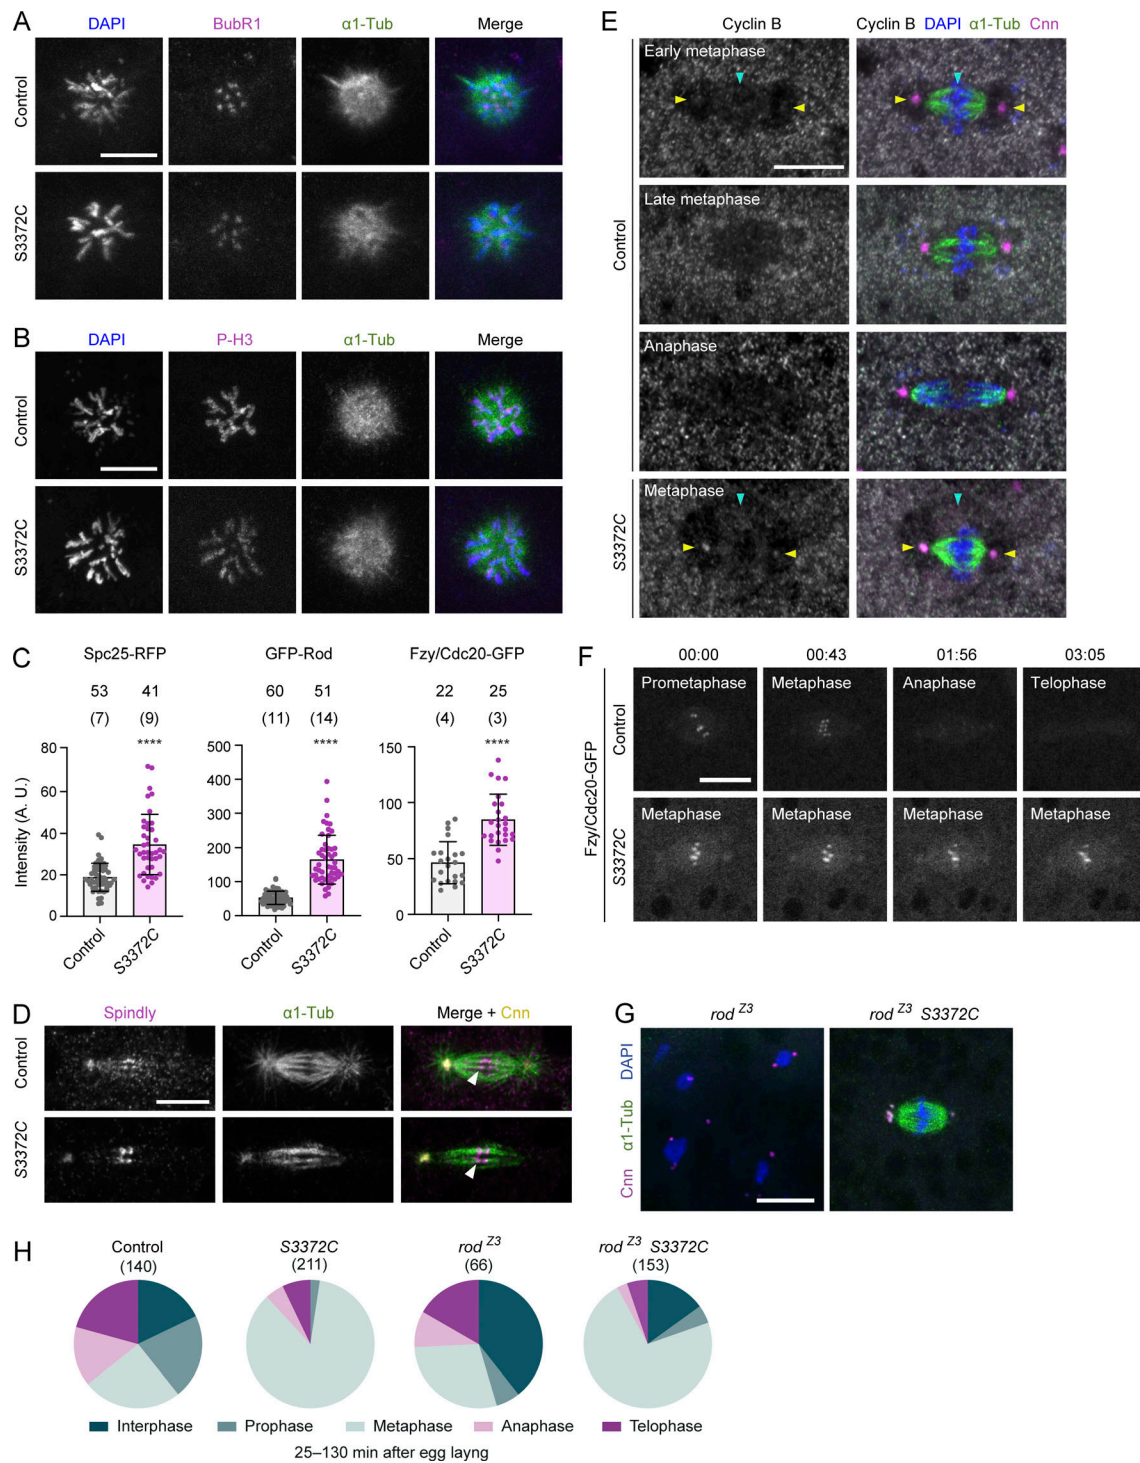 A
DAPI BubR1 α1-Tub Merge
Control
S3372C
B
DAPI P-H3 α1-Tub Merge
Control
S3372C
C
Spc25-RFP
53 41
(7) (9)
****
Intensity (A. U.)
80
60
40
20
0
Control S3372C
GFP-Rod
60 51
(11) (14)
****
500
400
300
200
100
0
Control S3372C
Fzy/Cdc20-GFP
22 25
(4) (3)
****
150
100
50
0
Control S3372C
D
Spindly α1-Tub Merge + Cnn
Control
S3372C
E
Cyclin B Cyclin B DAPI α1-Tub Cnn
Control
Early metaphase
Late metaphase
Anaphase
S3372C
Metaphase
F
00:00 00:43 01:56 03:05
Fzy/Cdc20-GFP
Control
Prometaphase Metaphase Anaphase Telophase
S3372C
Metaphase Metaphase Metaphase Metaphase
G
rod Z3 rod Z3 S3372C
Cnn α1-Tub DAPI
H
Control S3372C rod Z3 rod Z3 S3372C
(140) (211) (66) (153)
Interphase Prophase Metaphase Anaphase Telophase
25–130 min after egg layng